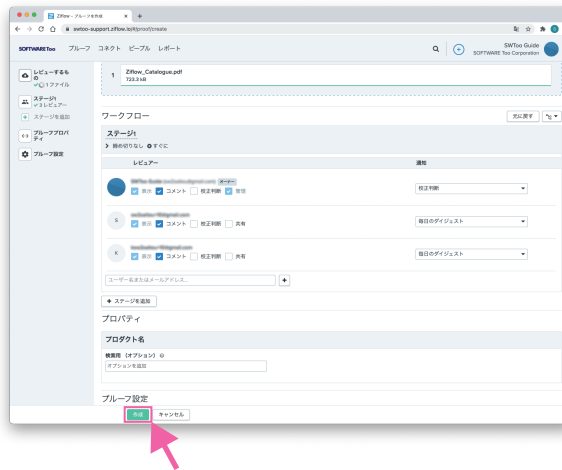 Ziflow - プルーフを作成
swtoo-support.ziflow.io/#/proof/create
SOFTWARE Too
プルーフ コネクト ピープル レポート
SWToo Guide
SOFTWARE Too Corporation
レビューするも
の
1 ファイル
ステージ1
3 レビュアー
ステージを追加
プルーフプロパ
ティ
プルーフ設定
1
Ziflow_Catalogue.pdf
723.3 kB
ワークフロー
元に戻す
ステージ1
締め切りなし すぐに
レビュアー 通知
オーナー
表示 コメント 校正判断 管理
校正判断
S
表示 コメント 校正判断 共有
毎日のダイジェスト
K
表示 コメント 校正判断 共有
毎日のダイジェスト
ユーザー名またはメールアドレス...
ステージを追加
プロパティ
プロダクト名
検索用 (オプション)
オプションを追加
プルーフ設定
作成 キャンセル